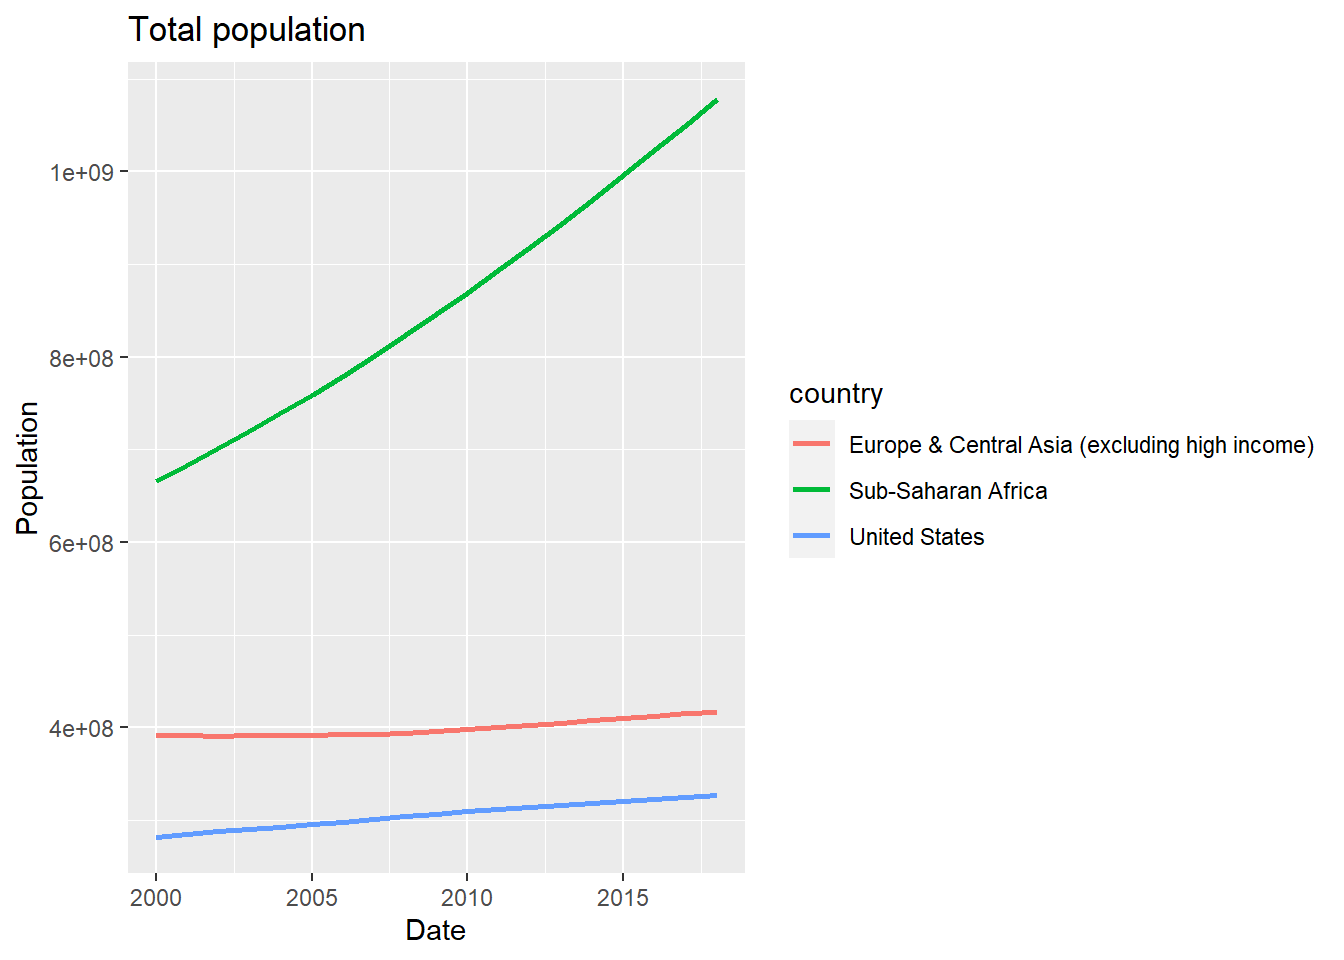 Total population
Population
1e+09
8e+08
6e+08
4e+08
2000 2005 2010 2015
Date
country
Europe & Central Asia (excluding high income)
Sub-Saharan Africa
United States